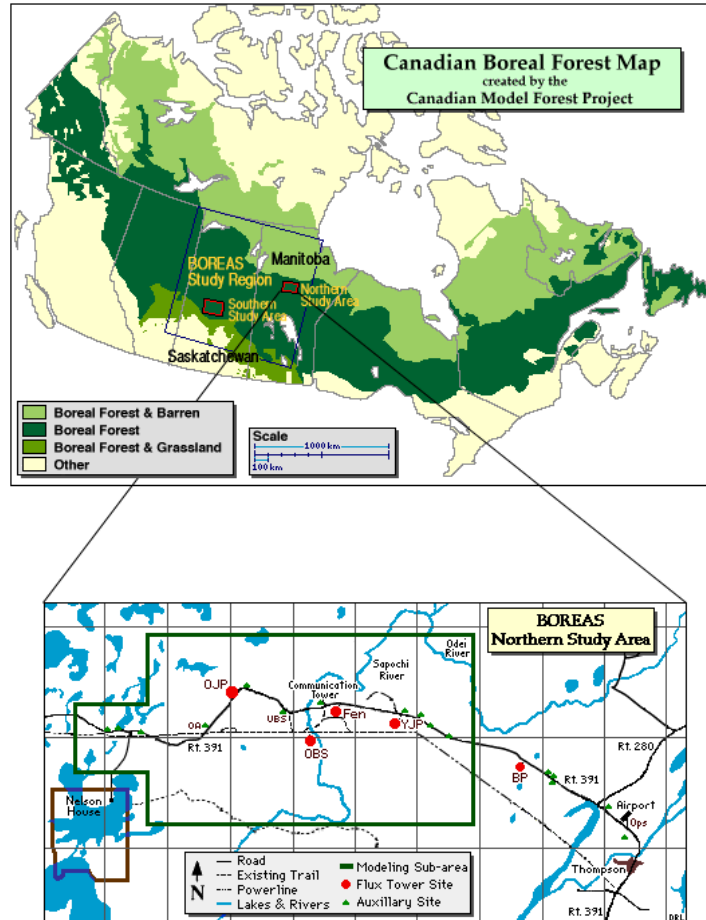 Canadian Boreal Forest Map
created by the
Canadian Model Forest Project
Manitoba
BOREAS
Study Region
Northern
Study Area
Southern
Study Area
Saskatchewan
Boreal Forest & Barren
Boreal Forest
Boreal Forest & Grassland
Other
Scale
1000 km
100 km
BOREAS
Northern Study Area
Odei
River
Sapochi
River
Communication
Tower
OJP
OA
UBS
Fen
YJP
OBS
Rt. 391
Rt. 280
BP
Rt. 391
Nelson
House
Airport
Ops
Thompson
Rt. 391
DRL
N
Road
Existing Trail
Powerline
Lakes & Rivers
Modeling Sub-area
Flux Tower Site
Auxillary Site